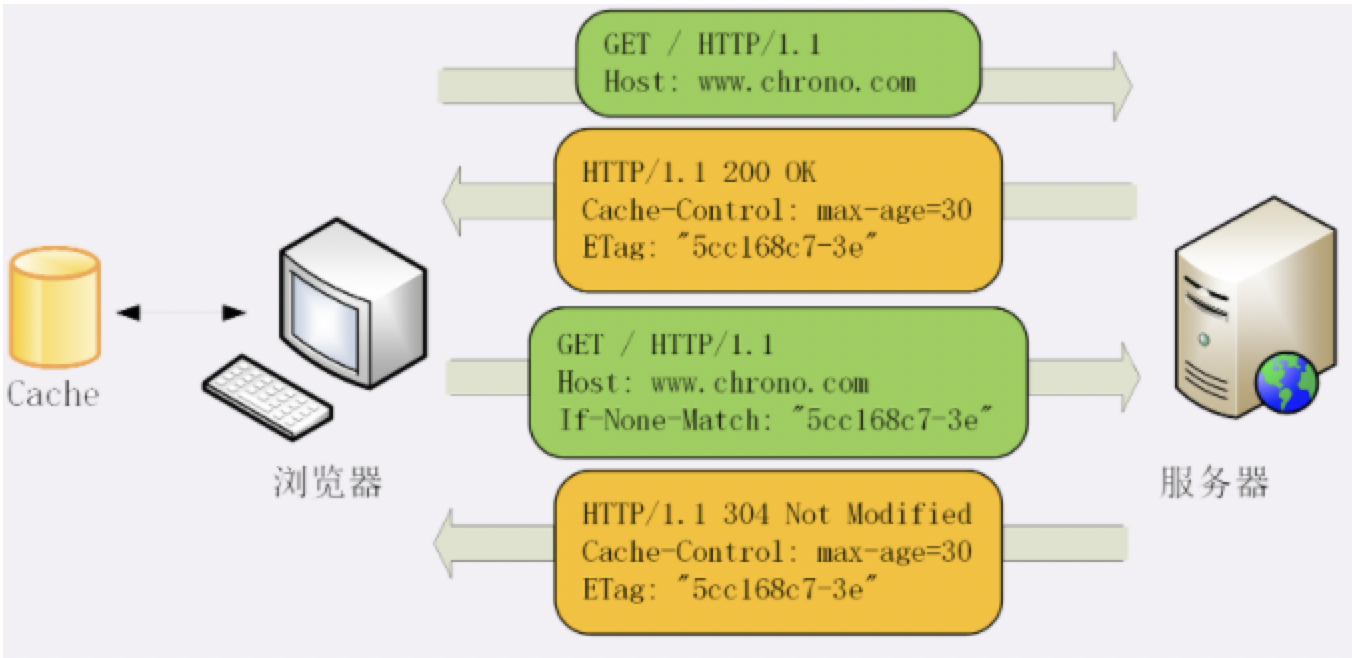 GET / HTTP/1.1
Host: www.chrono.com
HTTP/1.1 200 OK
Cache-Control: max-age=30
ETag: "5cc168c7-3e"
GET / HTTP/1.1
Host: www.chrono.com
If-None-Match: "5cc168c7-3e"
HTTP/1.1 304 Not Modified
Cache-Control: max-age=30
ETag: "5cc168c7-3e"
Cache
浏览器
服务器